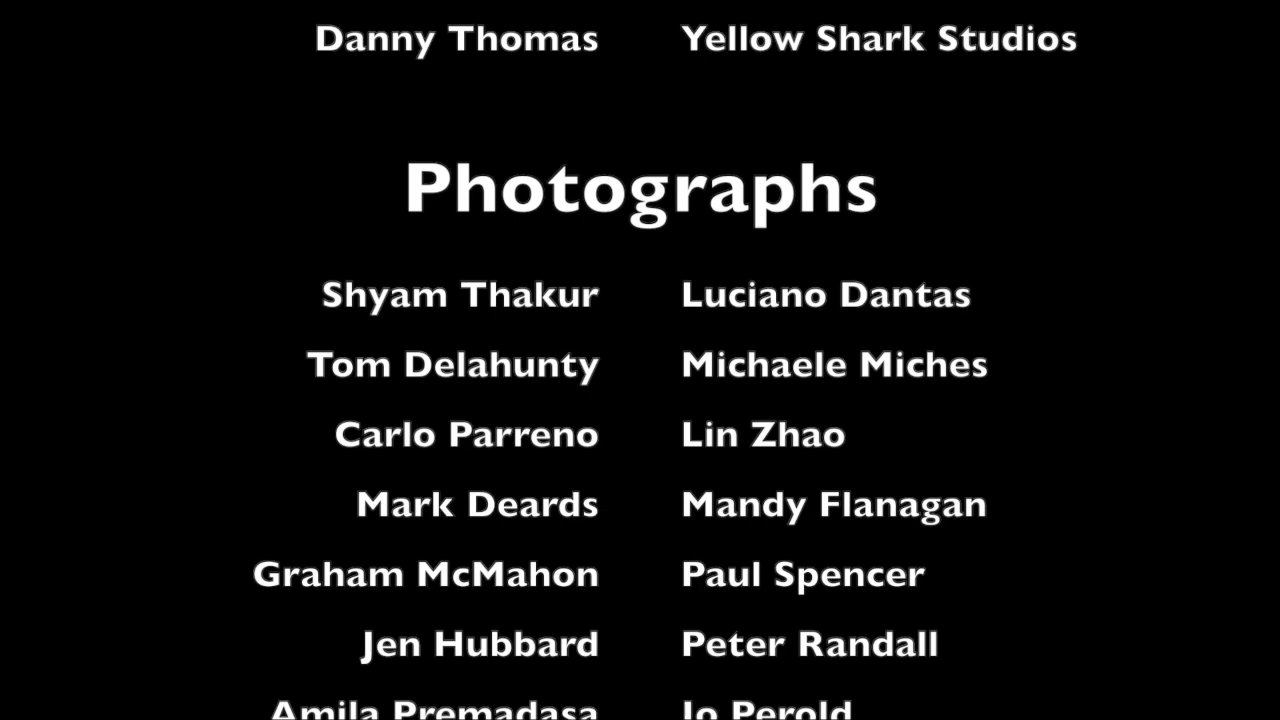 Danny Thomas Yellow Shark Studios
Photographs
Shyam Thakur Luciano Dantas
Tom Delahunty Michaele Miches
Carlo Parreno Lin Zhao
Mark Deards Mandy Flanagan
Graham McMahon Paul Spencer
Jen Hubbard Peter Randall
Amila Premadasa Jo Perold